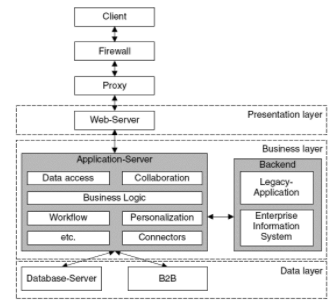 Client
Firewall
Proxy
Presentation layer
Web-Server
Business layer
Application-Server
Backend
Data access
Collaboration
Business Logic
Workflow
Personalization
etc.
Connectors
Legacy-
Application
Enterprise
Information
System
Data layer
Database-Server
B2B